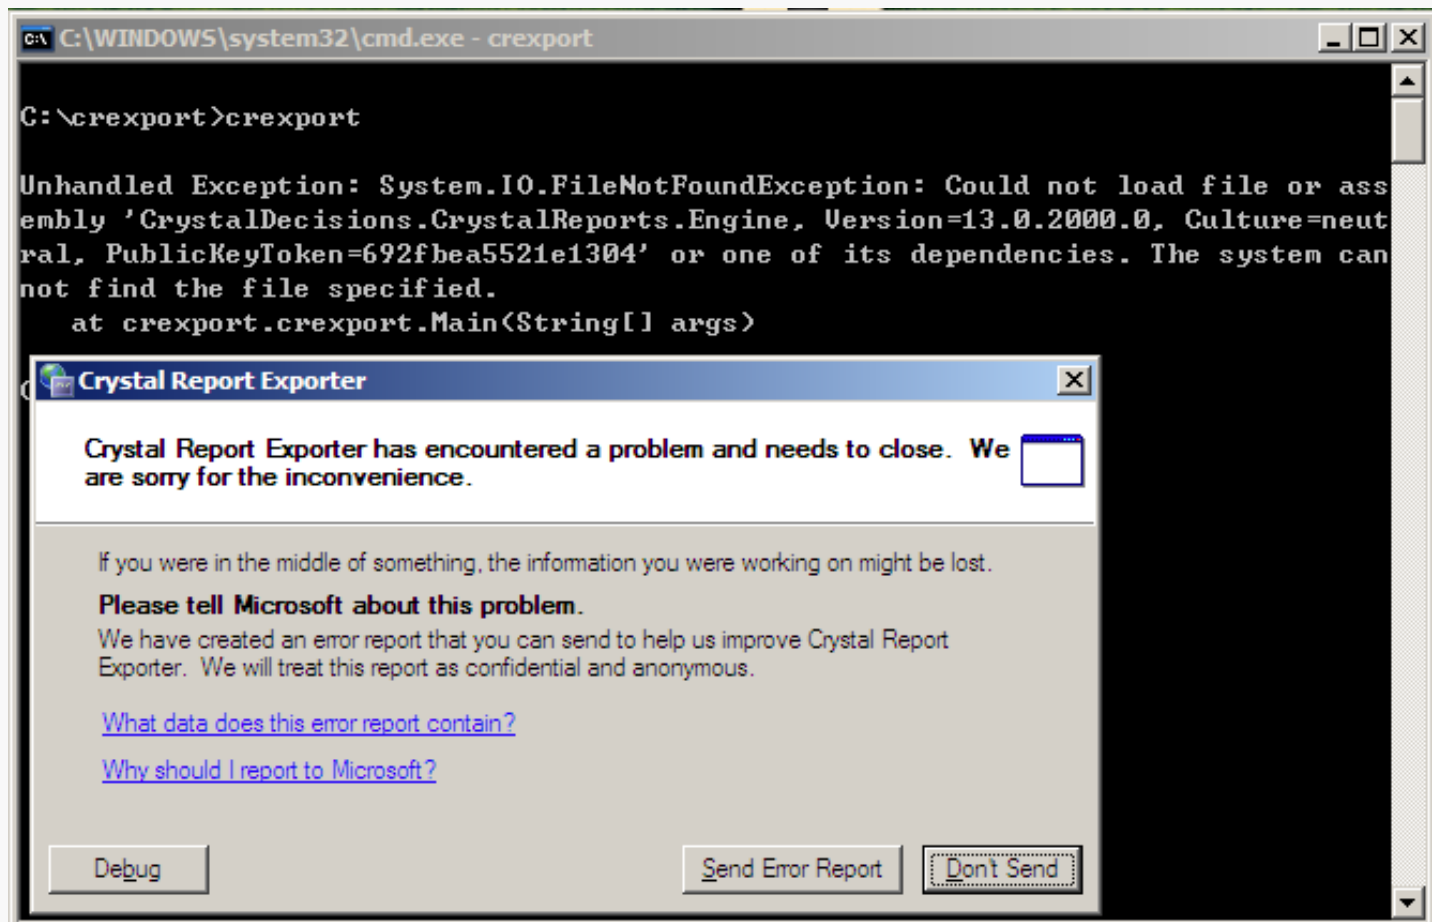 C:\WINDOWS\system32\cmd.exe - crexport
C:\crexport>crexport
Unhandled Exception: System.IO.FileNotFoundException: Could not load file or ass
embly 'CrystalDecisions.CrystalReports.Engine, Version=13.0.2000.0, Culture=neut
ral, PublicKeyToken=692fbea5521e1304' or one of its dependencies. The system can
not find the file specified.
at crexport.crexport.Main(String[] args)
Crystal Report Exporter
Crystal Report Exporter has encountered a problem and needs to close. We
are sorry for the inconvenience.
If you were in the middle of something, the information you were working on might be lost.
Please tell Microsoft about this problem.
We have created an error report that you can send to help us improve Crystal Report
Exporter. We will treat this report as confidential and anonymous.
What data does this error report contain?
Why should I report to Microsoft?
Debug
Send Error Report
Don't Send